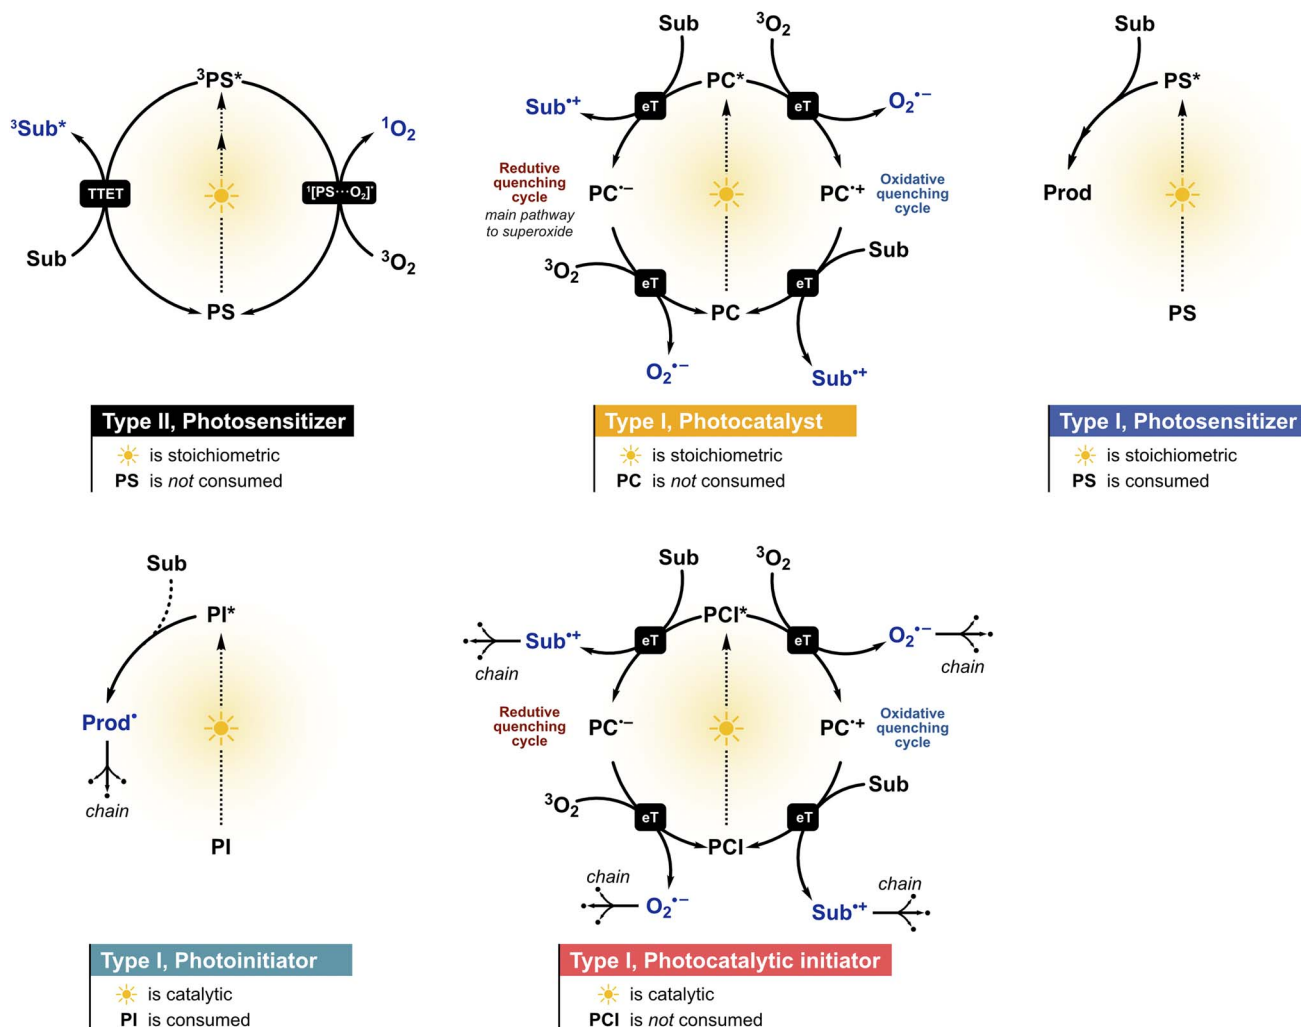 ³PS*
³Sub*
¹O₂
TTET
¹[PS···O₂]*
Sub
³O₂
PS
Type II, Photosensitizer
is stoichiometric
PS is not consumed
Sub
³O₂
PC*
eT
eT
Sub•+
O₂•−
Redutive
quenching
cycle
main pathway
to superoxide
PC•−
PC•+
Oxidative
quenching
cycle
³O₂
Sub
eT
eT
PC
O₂•−
Sub•+
Type I, Photocatalyst
is stoichiometric
PC is not consumed
Sub
PS*
Prod
PS
Type I, Photosensitizer
is stoichiometric
PS is consumed
Sub
PI*
Prod•
chain
PI
Type I, Photoinitiator
is catalytic
PI is consumed
Sub
³O₂
PCI*
eT
eT
Sub•+
O₂•−
chain
chain
Redutive
quenching
cycle
PC•−
PC•+
Oxidative
quenching
cycle
³O₂
Sub
eT
eT
PCI
chain
O₂•−
Sub•+
chain
Type I, Photocatalytic initiator
is catalytic
PCI is not consumed